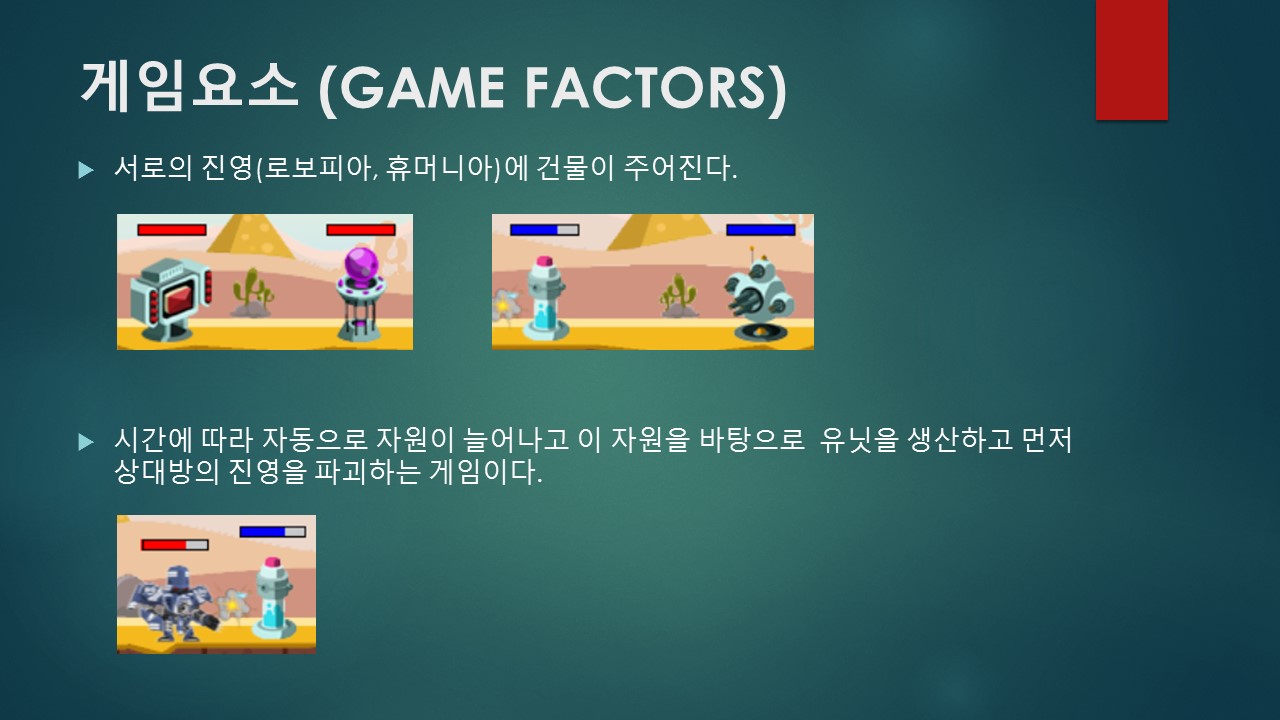 게임요소 (GAME FACTORS)
서로의 진영(로보피아, 휴머니아)에 건물이 주어진다.
시간에 따라 자동으로 자원이 늘어나고 이 자원을 바탕으로  유닛을 생산하고 먼저
상대방의 진영을 파괴하는 게임이다.